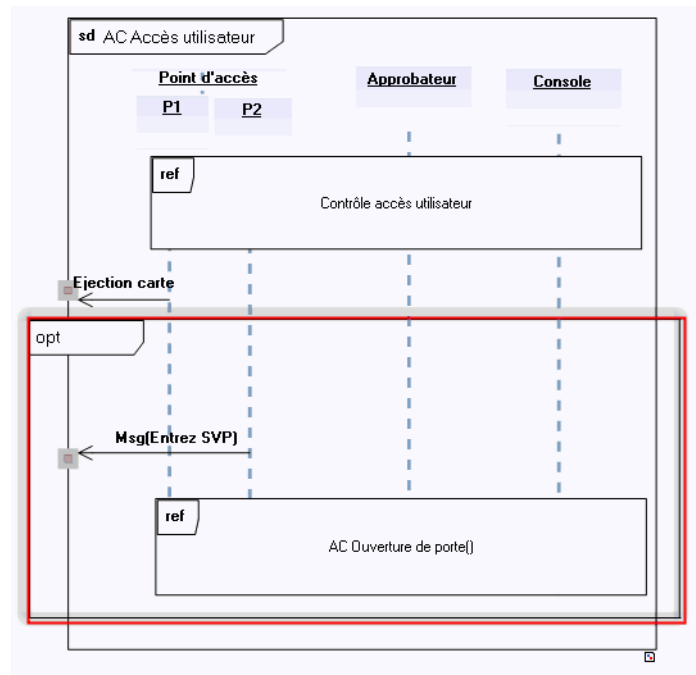 sd AC Accès utilisateur
Point d'accès
Approbateur
Console
P1
P2
ref
Contrôle accès utilisateur
Ejection carte
opt
Msg(Entrez SVP)
ref
AC Ouverture de porte()